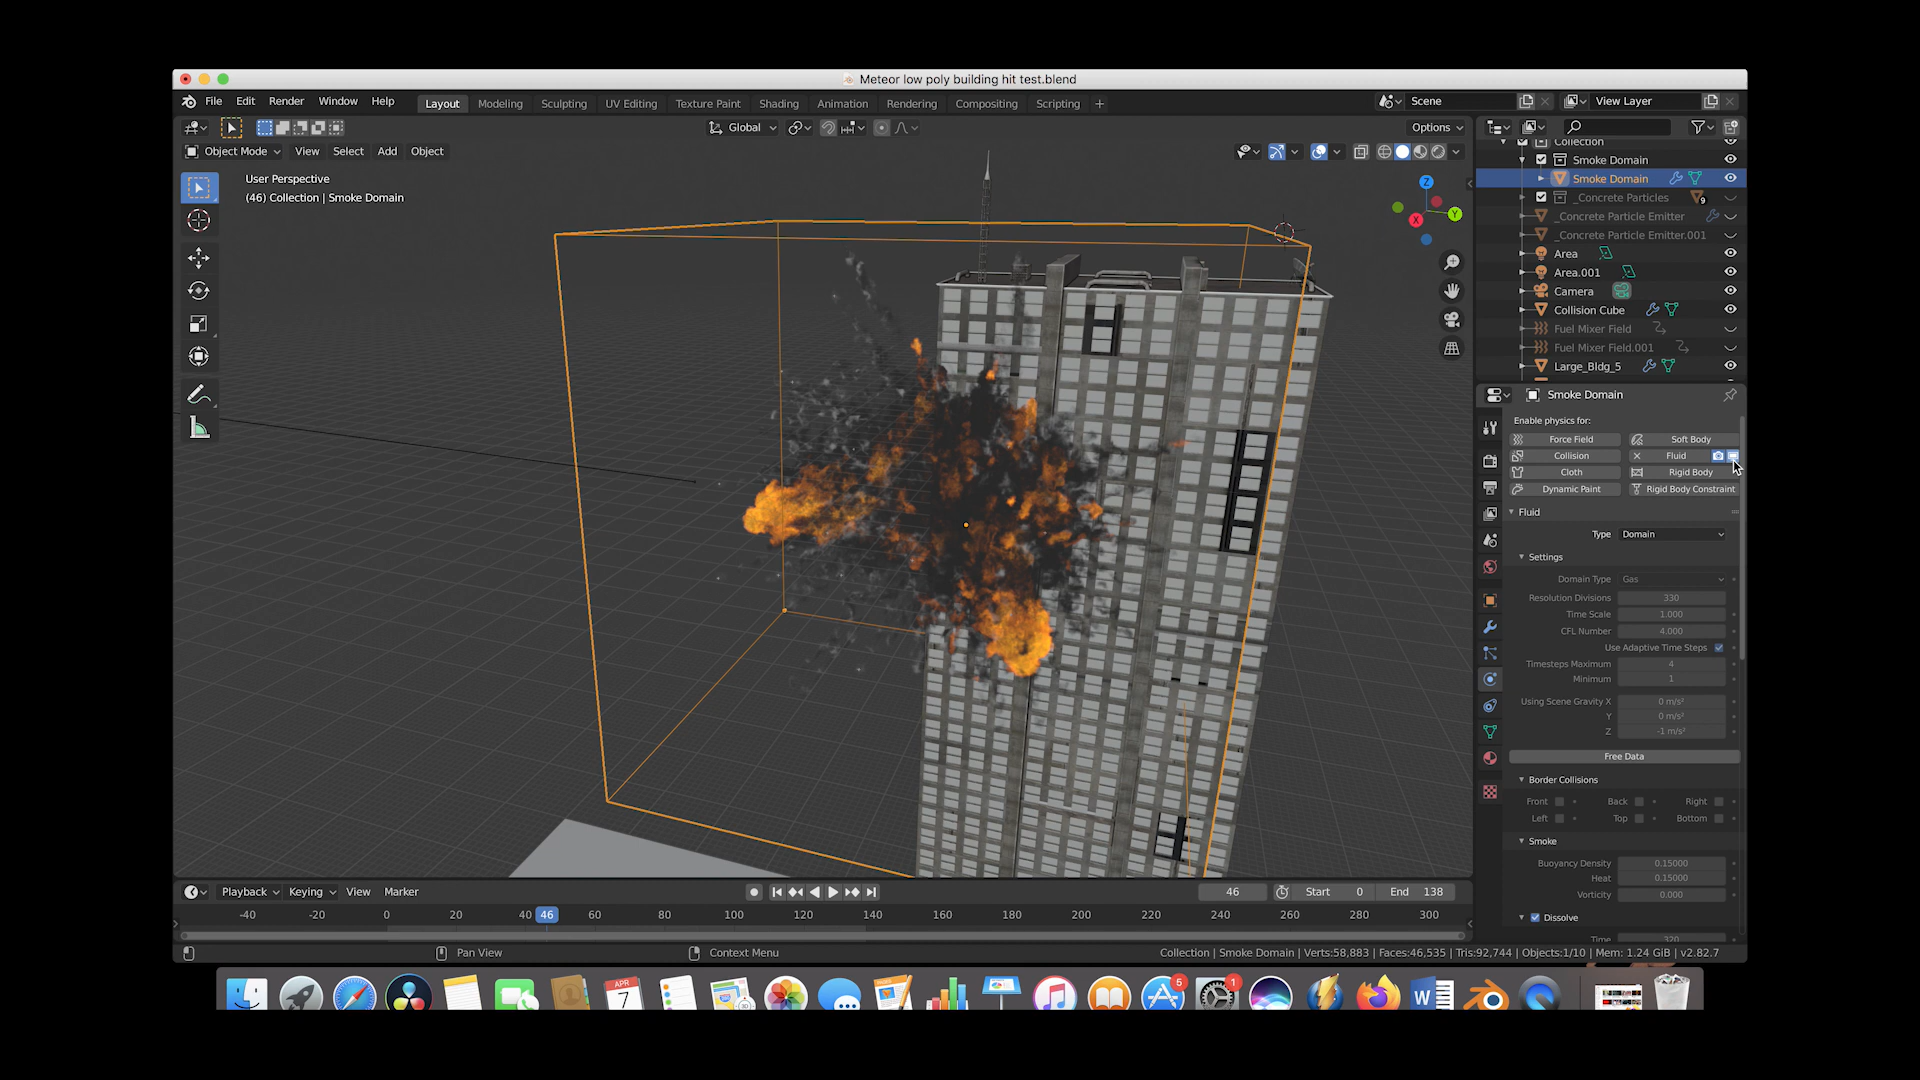 Meteor low poly building hit test.blend
File Edit Render Window Help Layout Modeling Sculpting UV Editing Texture Paint Shading Animation Rendering Compositing Scripting + Scene View Layer
Global Options
Object Mode View Select Add Object
User Perspective
(46) Collection | Smoke Domain
Z
X
Y
Collection
Smoke Domain
Smoke Domain
_Concrete Particles 9
_Concrete Particle Emitter
_Concrete Particle Emitter.001
Area
Area.001
Camera
Collision Cube
Fuel Mixer Field
Fuel Mixer Field.001
Large_Bldg_5
Smoke Domain
Enable physics for:
Force Field Soft Body
Collision Fluid
Cloth Rigid Body
Dynamic Paint Rigid Body Constraint
Fluid
Type Domain
Settings
Domain Type Gas
Resolution Divisions 330
Time Scale 1.000
CFL Number 4.000
Use Adaptive Time Steps
Timesteps Maximum 4
Minimum 1
Using Scene Gravity X 0 m/s²
Y 0 m/s²
Z -1 m/s²
Free Data
Border Collisions
Front Back Right
Left Top Bottom
Smoke
Buoyancy Density 0.15000
Heat 0.15000
Vorticity 0.000
Dissolve
Time 320
Playback Keying View Marker 46 Start 0 End 138
-40 -20 0 20 40 46 60 80 100 120 140 160 180 200 220 240 260 280 300
Pan View Context Menu Collection | Smoke Domain | Verts:58,883 | Faces:46,535 | Tris:92,744 | Objects:1/10 | Mem: 1.24 GiB | v2.82.7
APR
7
5
1
W